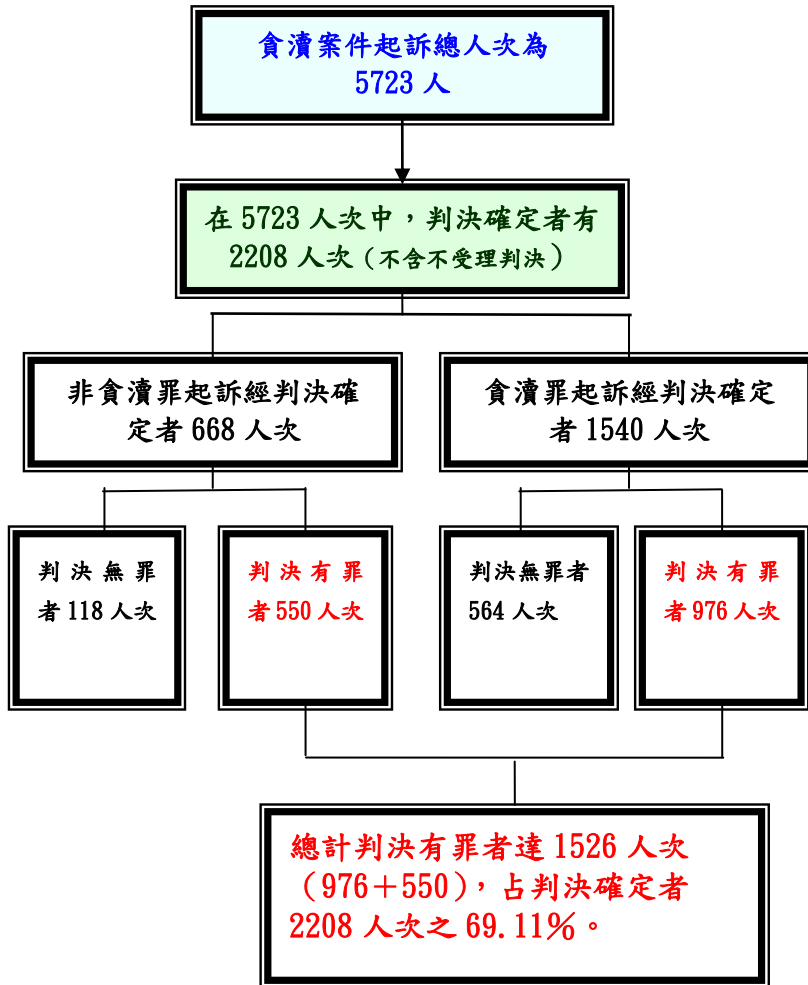 貪瀆案件起訴總人次為
5723 人
在 5723 人次中，判決確定者有
2208 人次（不含不受理判決）
非貪瀆罪起訴經判決確
定者 668 人次
貪瀆罪起訴經判決確定
者 1540 人次
判決無罪
者 118 人次
判決有罪
者 550 人次
判決無罪者
564 人次
判決有罪
者 976 人次
總計判決有罪者達 1526 人次
（976＋550），占判決確定者
2208 人次之 69.11％。